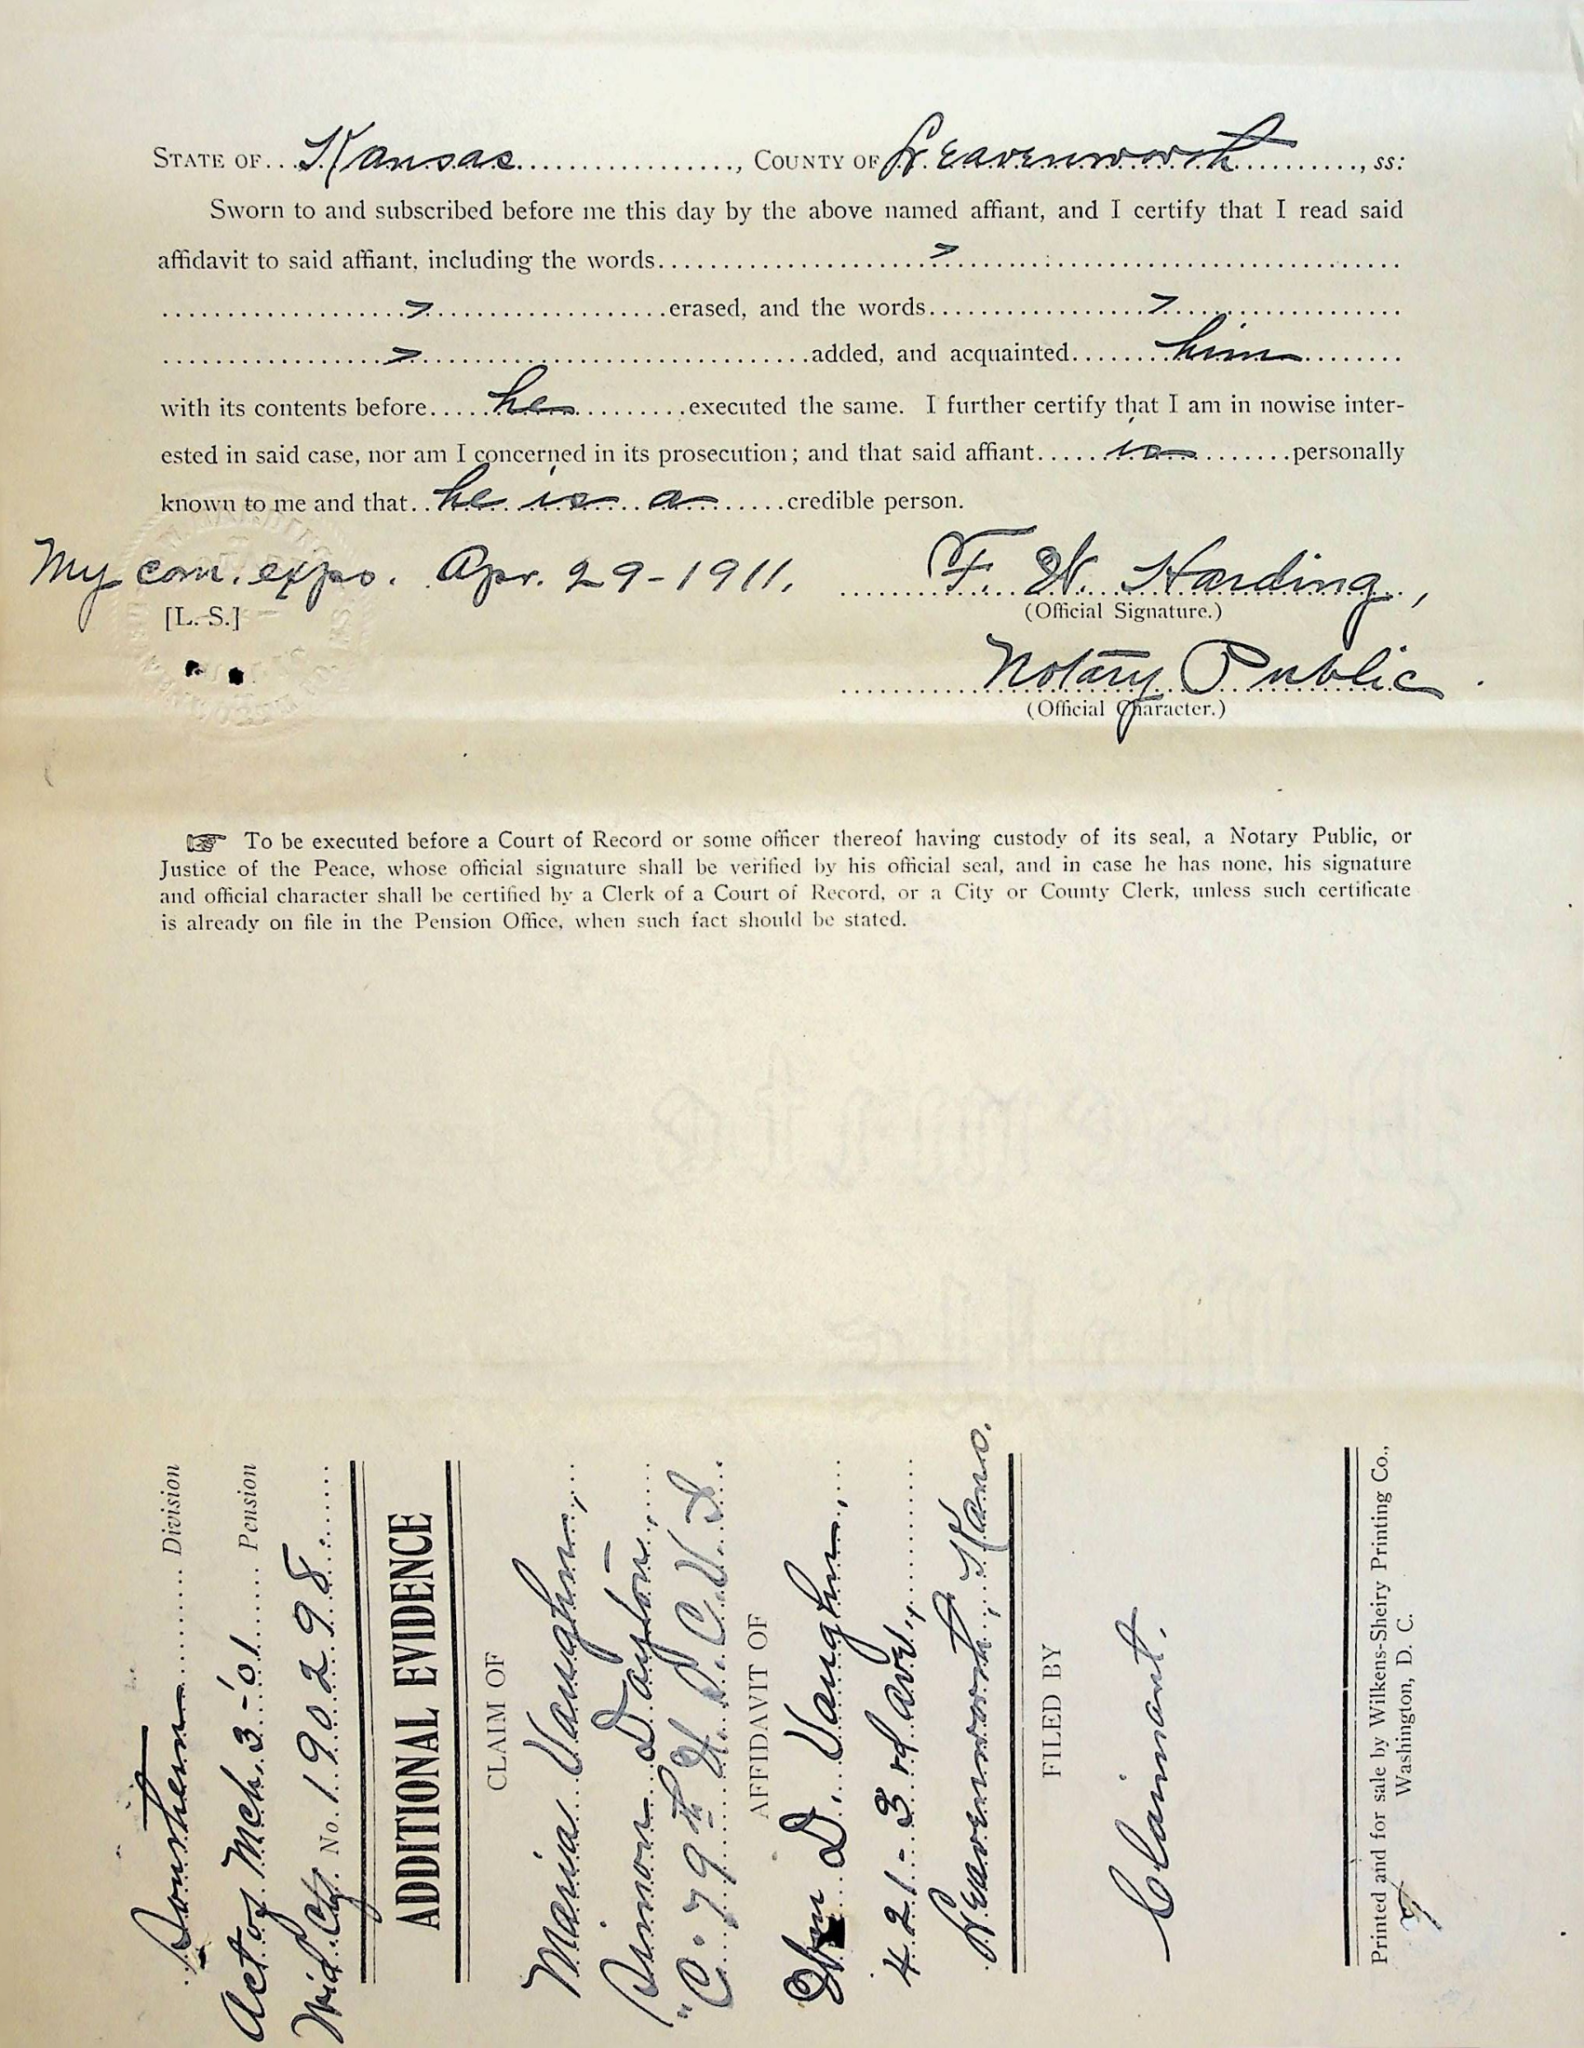 STATE OF Kansas, COUNTY OF Leavenworth, ss:
Sworn to and subscribed before me this day by the above named affiant, and I certify that I read said
affidavit to said affiant, including the words
erased, and the words
added, and acquainted him
with its contents before he executed the same. I further certify that I am in nowise inter-
ested in said case, nor am I concerned in its prosecution; and that said affiant is personally
known to me and that he is a credible person.
My com. exps. Apr. 29-1911. F. W. Harding,
[L. S.] (Official Signature.)
Notary Public.
(Official Character.)
☞ To be executed before a Court of Record or some officer thereof having custody of its seal, a Notary Public, or
Justice of the Peace, whose official signature shall be verified by his official seal, and in case he has none, his signature
and official character shall be certified by a Clerk of a Court of Record, or a City or County Clerk, unless such certificate
is already on file in the Pension Office, when such fact should be stated.
Southern Division
Act of Mch. 3-'01 Pension
Wid. Ctf. No. 190298
ADDITIONAL EVIDENCE
CLAIM OF
Maria Vaughn,
Simon Dayton,
"C" 79th U.S.C.V.I.
AFFIDAVIT OF
Wm D. Vaughn,
421-3rd ave.,
Leavenworth, Kans.
FILED BY
Claimant.
Printed and for sale by Wilkens-Sheiry Printing Co.,
Washington, D. C.